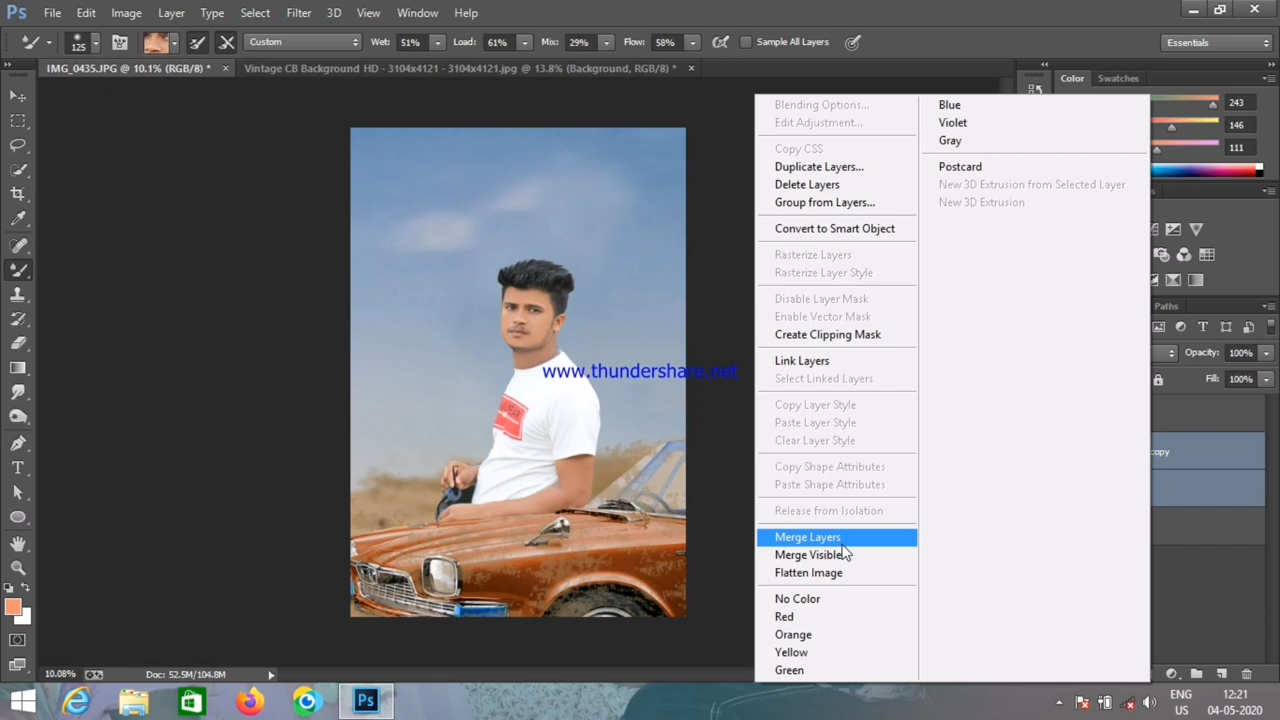 Ps File Edit Image Layer Type Select Filter 3D View Window Help
125 Custom Wet: 51% Load: 61% Mix: 29% Flow: 58% Sample All Layers Essentials
IMG_0435.JPG @ 10.1% (RGB/8) * × Vintage CB Background HD - 3104x4121 - 3104x4121.jpg @ 13.8% (Background, RGB/8) * ×
Color Swatches
243
146
111
Blending Options...
Edit Adjustment...
Copy CSS
Duplicate Layers...
Delete Layers
Group from Layers...
Convert to Smart Object
Rasterize Layers
Rasterize Layer Style
Disable Layer Mask
Enable Vector Mask
Create Clipping Mask
Link Layers
Select Linked Layers
Copy Layer Style
Paste Layer Style
Clear Layer Style
Copy Shape Attributes
Paste Shape Attributes
Release from Isolation
Merge Layers
Merge Visible
Flatten Image
No Color
Red
Orange
Yellow
Green
Blue
Violet
Gray
Postcard
New 3D Extrusion from Selected Layer
New 3D Extrusion
Paths
Opacity: 100%
Fill: 100%
copy
www.thundershare.net
10.08% Doc: 52.5M/104.8M
Ps
ENG 12:21
US 04-05-2020